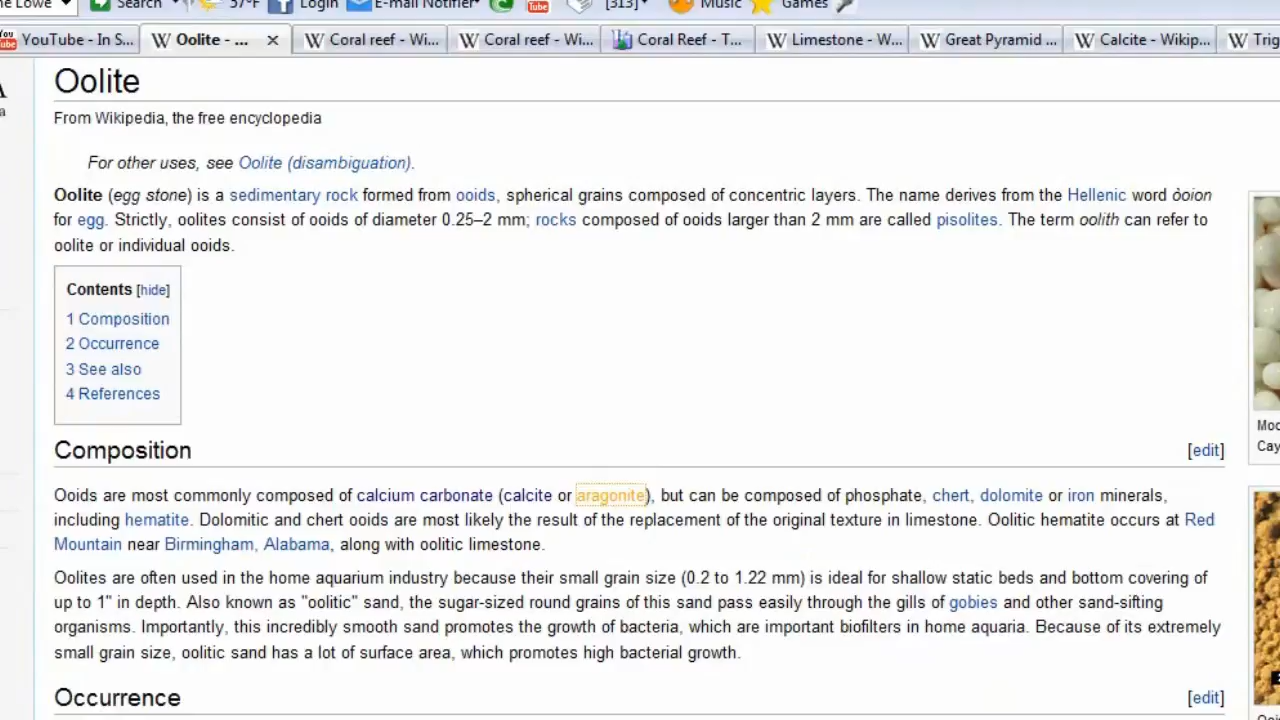 Search 57°F Login E-mail Notifier [313] Music Games
YouTube - In S... Oolite - ... Coral reef - Wi... Coral reef - Wi... Coral Reef - T... Limestone - W... Great Pyramid ... Calcite - Wikip... Trig
Oolite
From Wikipedia, the free encyclopedia
For other uses, see Oolite (disambiguation).
Oolite (egg stone) is a sedimentary rock formed from ooids, spherical grains composed of concentric layers. The name derives from the Hellenic word òoion
for egg. Strictly, oolites consist of ooids of diameter 0.25–2 mm; rocks composed of ooids larger than 2 mm are called pisolites. The term oolith can refer to
oolite or individual ooids.
Contents [hide]
1 Composition
2 Occurrence
3 See also
4 References
Composition
[edit]
Ooids are most commonly composed of calcium carbonate (calcite or aragonite), but can be composed of phosphate, chert, dolomite or iron minerals,
including hematite. Dolomitic and chert ooids are most likely the result of the replacement of the original texture in limestone. Oolitic hematite occurs at Red
Mountain near Birmingham, Alabama, along with oolitic limestone.
Oolites are often used in the home aquarium industry because their small grain size (0.2 to 1.22 mm) is ideal for shallow static beds and bottom covering of
up to 1" in depth. Also known as "oolitic" sand, the sugar-sized round grains of this sand pass easily through the gills of gobies and other sand-sifting
organisms. Importantly, this incredibly smooth sand promotes the growth of bacteria, which are important biofilters in home aquaria. Because of its extremely
small grain size, oolitic sand has a lot of surface area, which promotes high bacterial growth.
Occurrence
[edit]